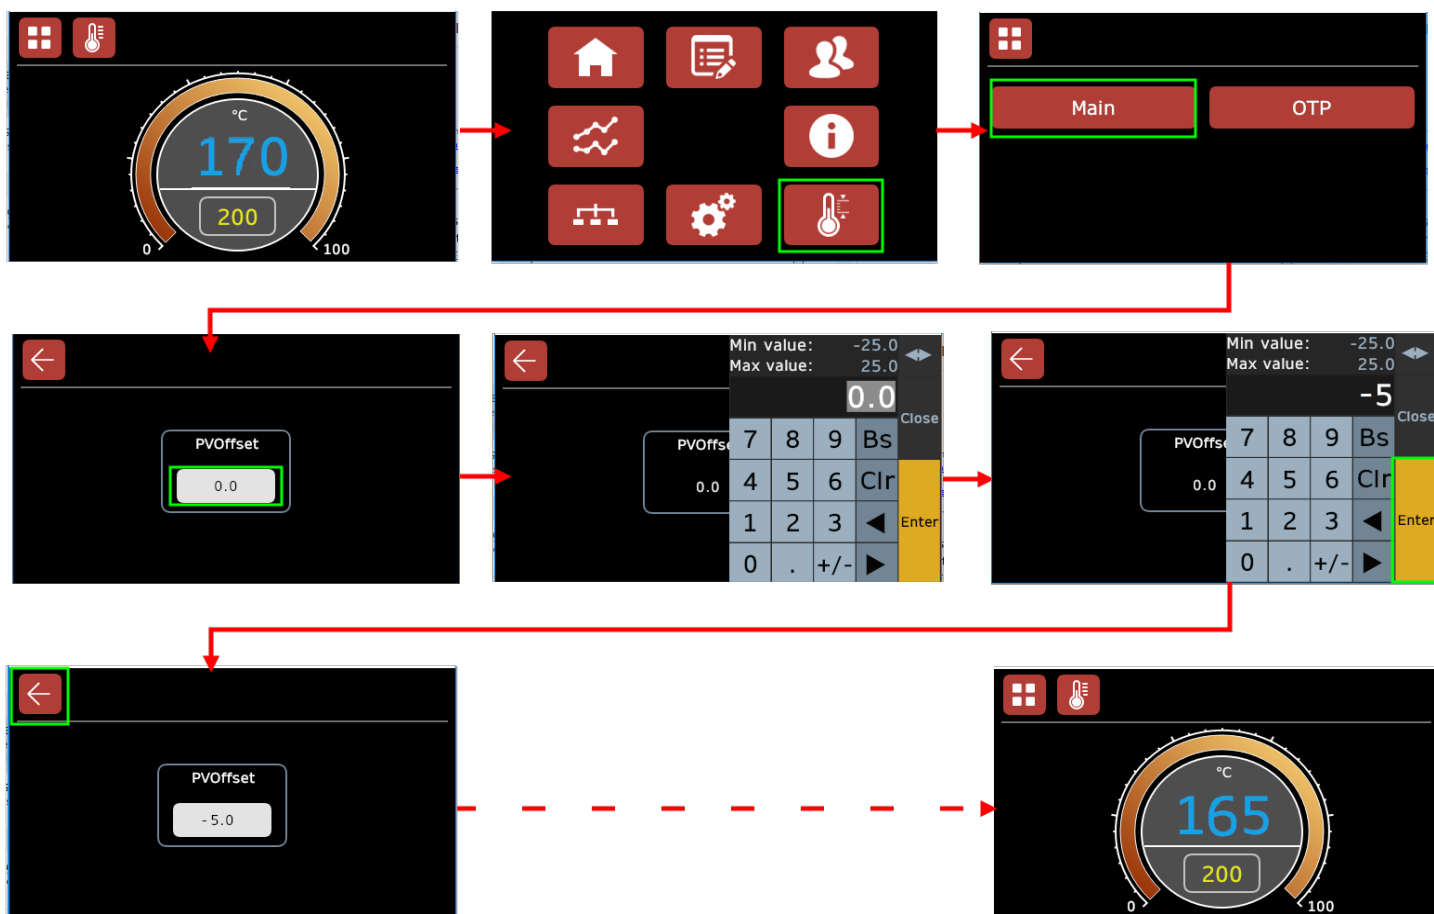 °C
170
200
0
100
Main
OTP
PVOffset
0.0
Min value: -25.0
Max value: 25.0
0.0
Close
PVOffse
0.0
7 8 9 Bs
4 5 6 Clr
1 2 3
Enter
0 . +/-
Min value: -25.0
Max value: 25.0
-5
Close
PVOffse
0.0
7 8 9 Bs
4 5 6 Clr
1 2 3
Enter
0 . +/-
PVOffset
-5.0
°C
165
200
0
100